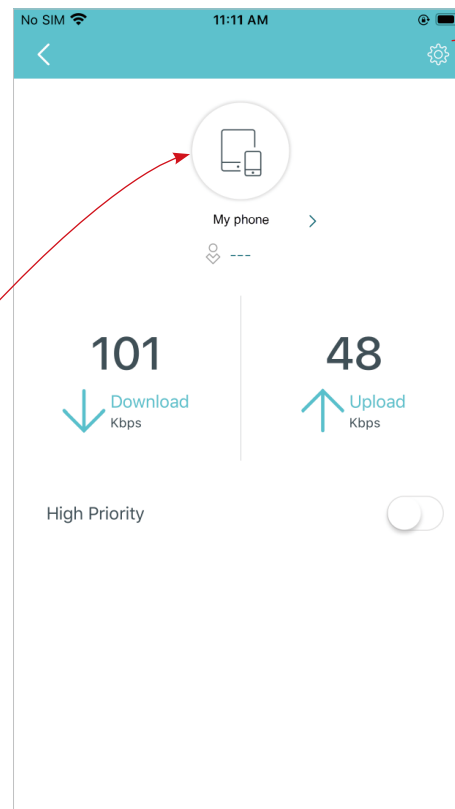 No SIM 11:11 AM
My phone
---
101 48
Download Upload
Kbps Kbps
High Priority